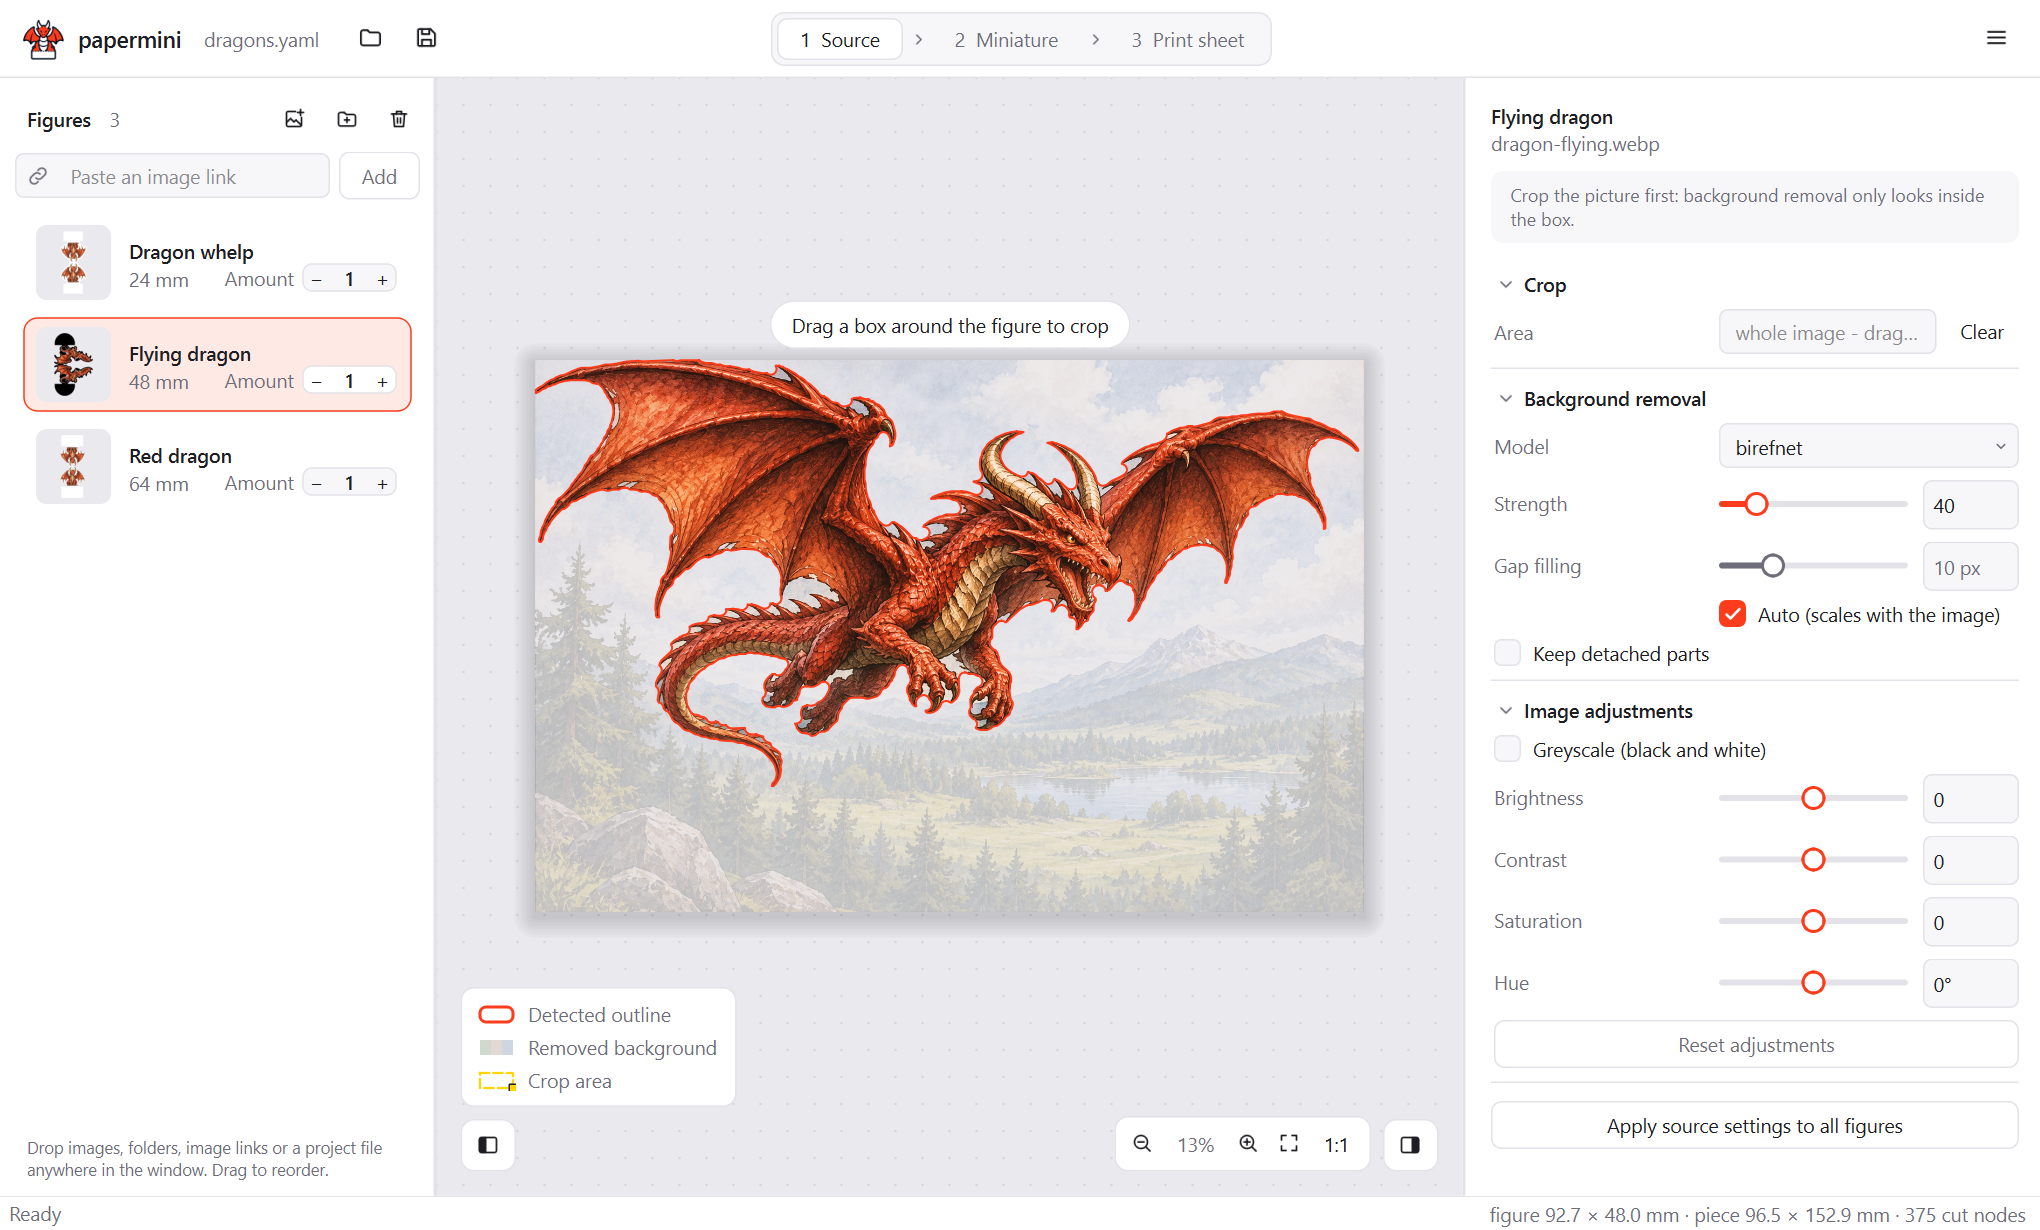 papermini
dragons.yaml
1 Source
2 Miniature
3 Print sheet
Figures 3
Paste an image link
Add
Dragon whelp
24 mm Amount − 1 +
Flying dragon
48 mm Amount − 1 +
Red dragon
64 mm Amount − 1 +
Drop images, folders, image links or a project file
anywhere in the window. Drag to reorder.
Drag a box around the figure to crop
Detected outline
Removed background
Crop area
13%
1:1
Flying dragon
dragon-flying.webp
Crop the picture first: background removal only looks inside
the box.
Crop
Area whole image - drag... Clear
Background removal
Model birefnet
Strength 40
Gap filling 10 px
Auto (scales with the image)
Keep detached parts
Image adjustments
Greyscale (black and white)
Brightness 0
Contrast 0
Saturation 0
Hue 0°
Reset adjustments
Apply source settings to all figures
Ready
figure 92.7 × 48.0 mm · piece 96.5 × 152.9 mm · 375 cut nodes